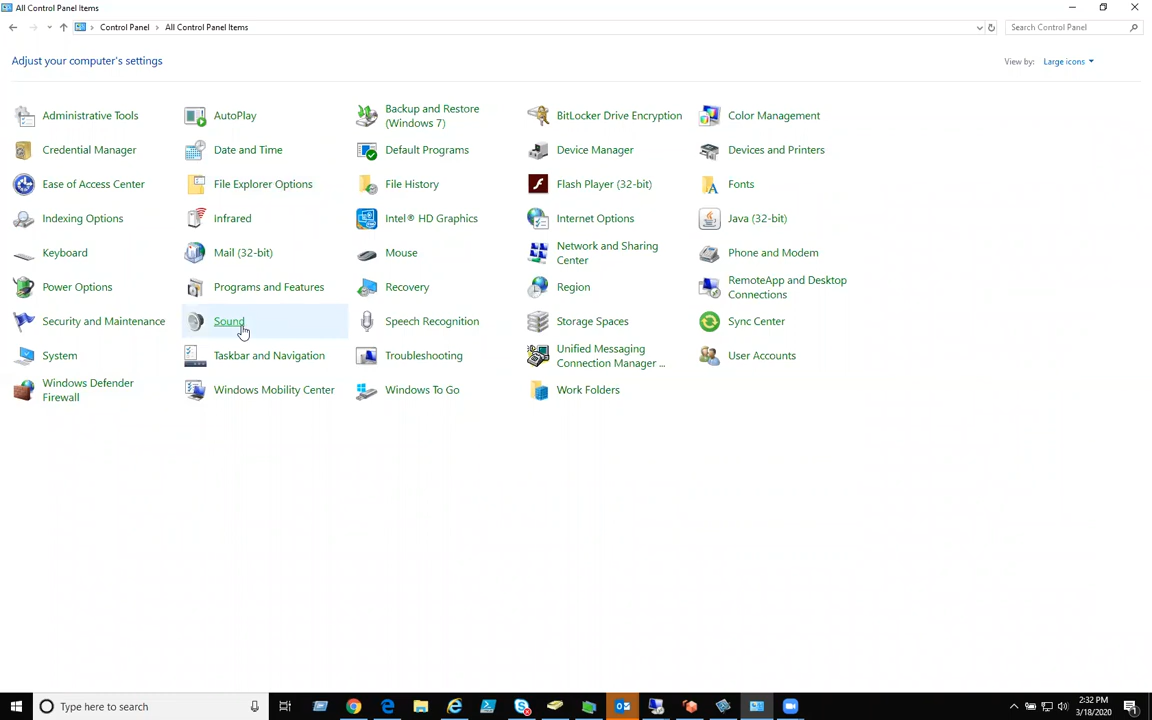 All Control Panel Items
Control Panel > All Control Panel Items
Search Control Panel
Adjust your computer's settings
View by: Large icons
Administrative Tools
AutoPlay
Backup and Restore
(Windows 7)
BitLocker Drive Encryption
Color Management
Credential Manager
Date and Time
Default Programs
Device Manager
Devices and Printers
Ease of Access Center
File Explorer Options
File History
Flash Player (32-bit)
Fonts
Indexing Options
Infrared
Intel® HD Graphics
Internet Options
Java (32-bit)
Keyboard
Mail (32-bit)
Mouse
Network and Sharing
Center
Phone and Modem
Power Options
Programs and Features
Recovery
Region
RemoteApp and Desktop
Connections
Security and Maintenance
Sound
Speech Recognition
Storage Spaces
Sync Center
System
Taskbar and Navigation
Troubleshooting
Unified Messaging
Connection Manager ...
User Accounts
Windows Defender
Firewall
Windows Mobility Center
Windows To Go
Work Folders
Type here to search
2:32 PM
3/18/2020